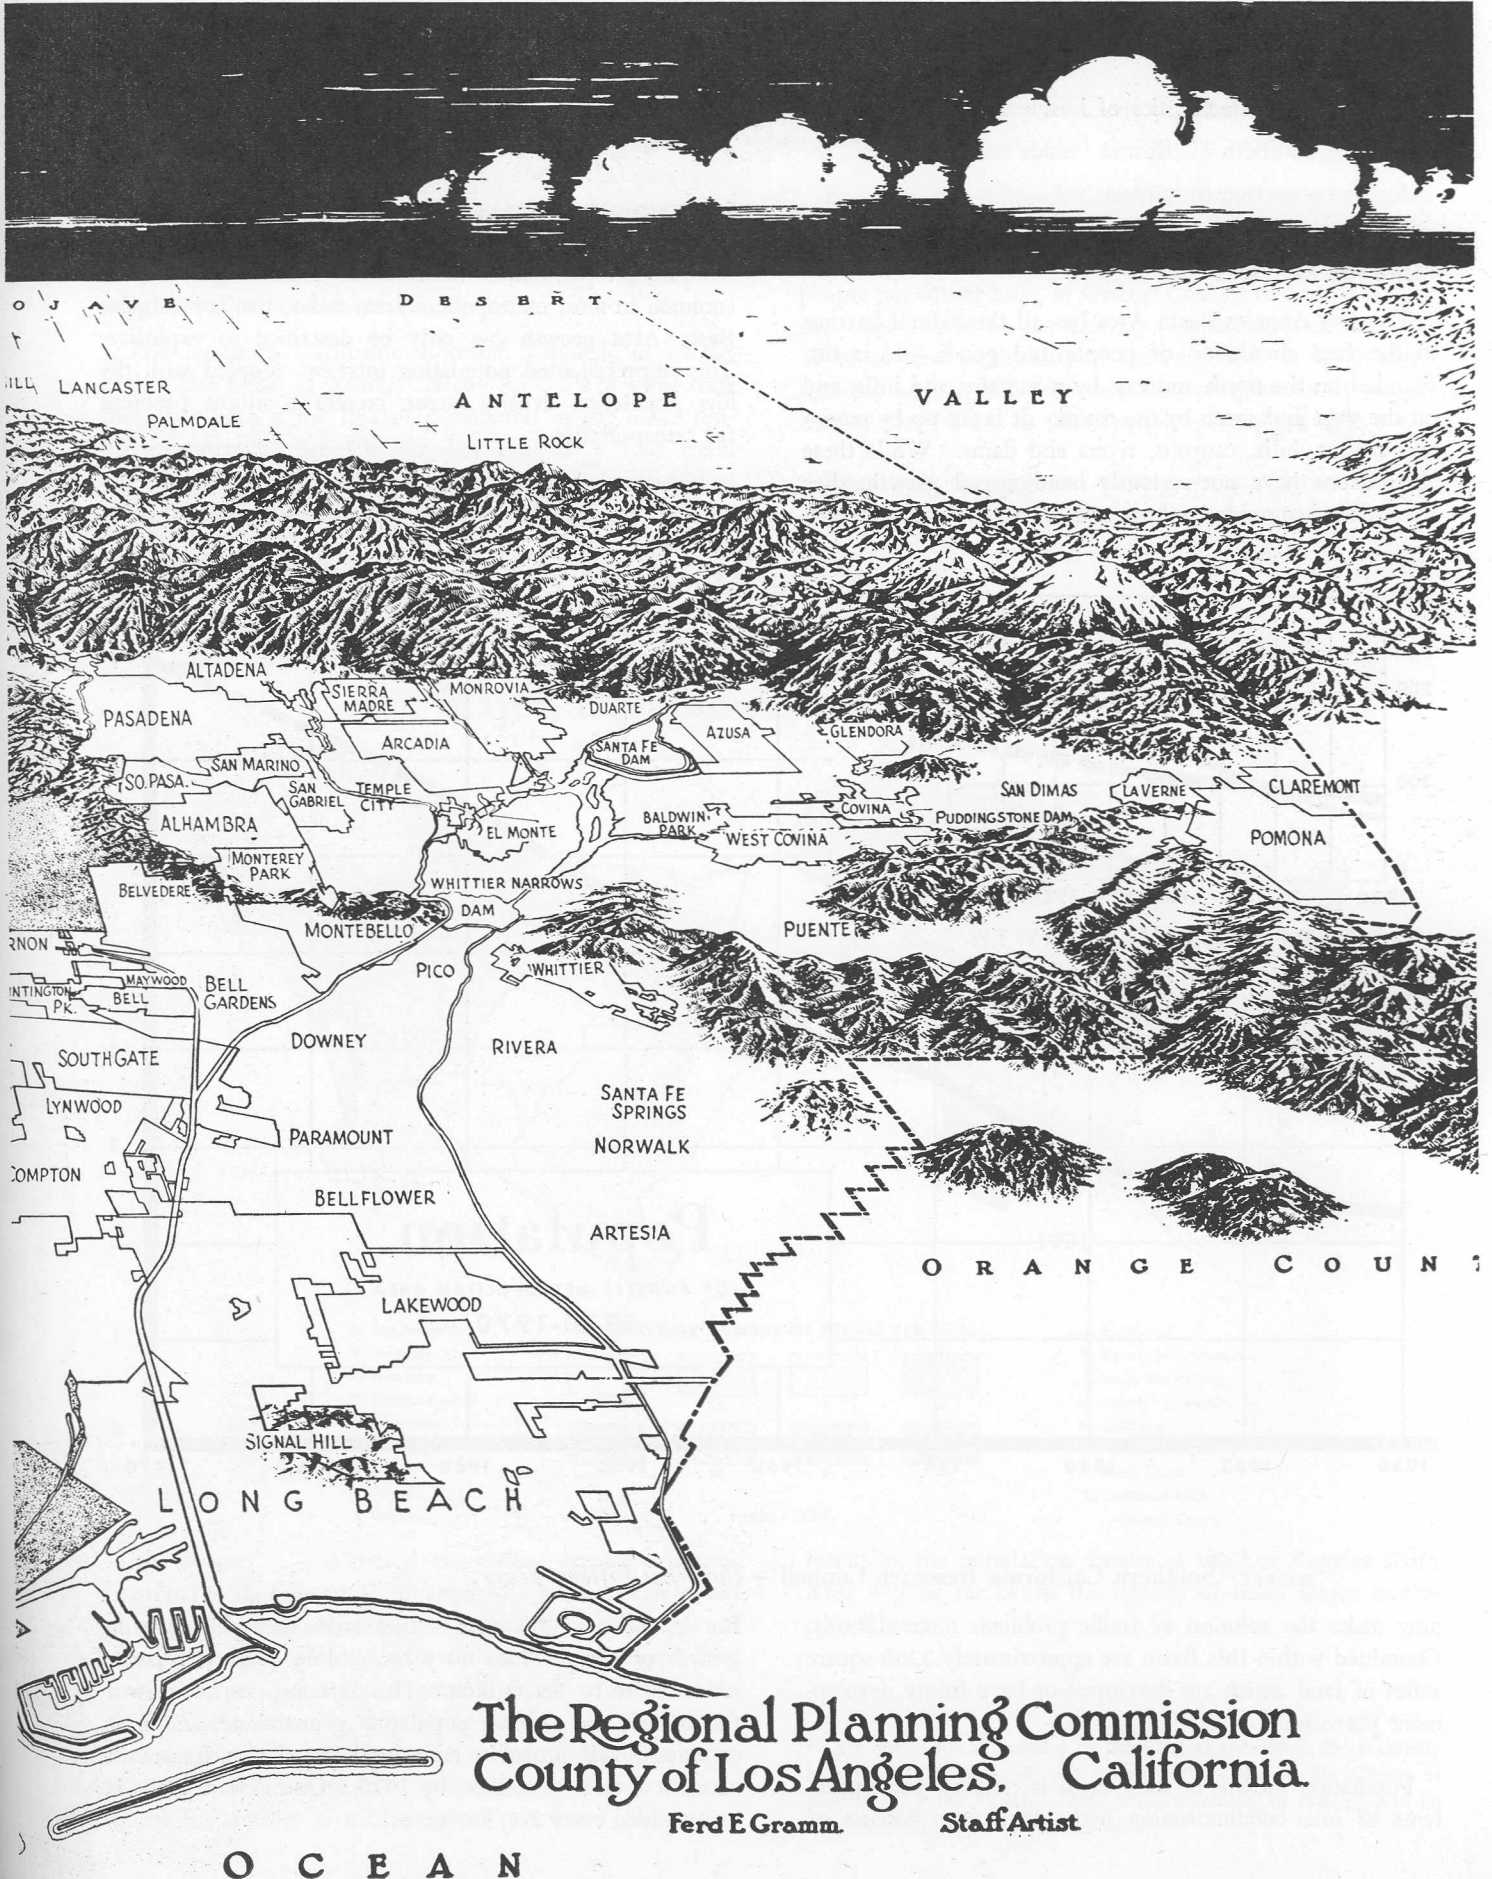 OJAVE DESERT
LANCASTER
PALMDALE
ANTELOPE VALLEY
LITTLE ROCK
ALTADENA
SIERRA
MADRE
MONROVIA
PASADENA
DUARTE
ARCADIA
SANTA FE
DAM
AZUSA
GLENDORA
SAN MARINO
SO. PASA.
SAN
GABRIEL
TEMPLE
CITY
SAN DIMAS
LA VERNE
CLAREMONT
COVINA
ALHAMBRA
EL MONTE
BALDWIN
PARK
PUDDINGSTONE DAM
WEST COVINA
POMONA
MONTEREY
PARK
BELVEDERE
WHITTIER NARROWS
DAM
MONTEBELLO
PUENTE
RNON
PICO
WHITTIER
MAYWOOD
BELL
GARDENS
NTINGTON
PK.
BELL
DOWNEY
RIVERA
SOUTH GATE
SANTA FE
SPRINGS
LYNWOOD
PARAMOUNT
NORWALK
COMPTON
BELLFLOWER
ARTESIA
ORANGE COUNT
LAKEWOOD
SIGNAL HILL
LONG BEACH
The Regional Planning Commission
County of Los Angeles, California.
Ferd E Gramm. Staff Artist
OCEAN